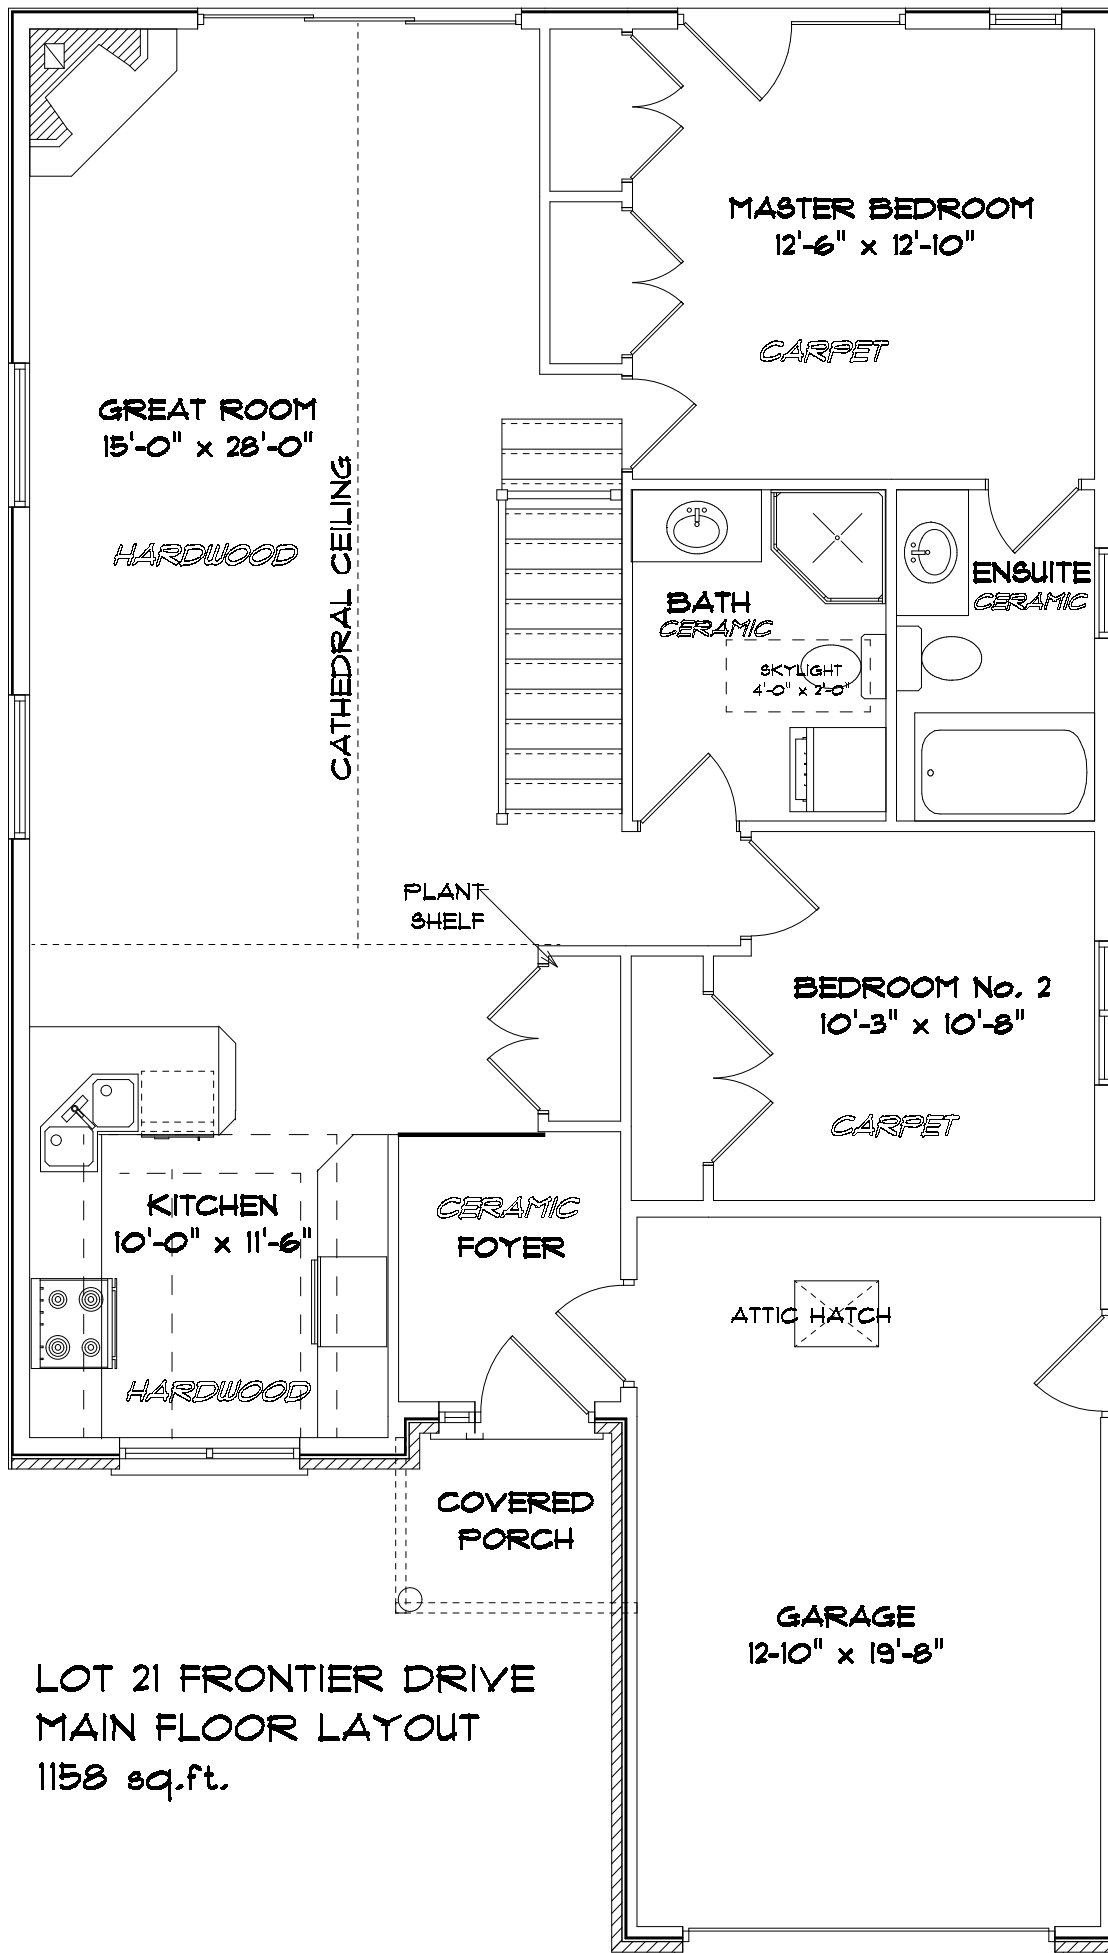 MASTER BEDROOM
12'-6" x 12'-10"
CARPET
GREAT ROOM
15'-0" x 28'-0"
HARDWOOD
CATHEDRAL CEILING
ENSUITE
CERAMIC
BATH
CERAMIC
SKYLIGHT
4'-0" x 2'-0"
PLANT
SHELF
BEDROOM No. 2
10'-3" x 10'-8"
CARPET
KITCHEN
10'-0" x 11'-6"
HARDWOOD
CERAMIC
FOYER
ATTIC HATCH
COVERED
PORCH
GARAGE
12-10" x 19'-8"
LOT 21 FRONTIER DRIVE
MAIN FLOOR LAYOUT
1158 sq.ft.